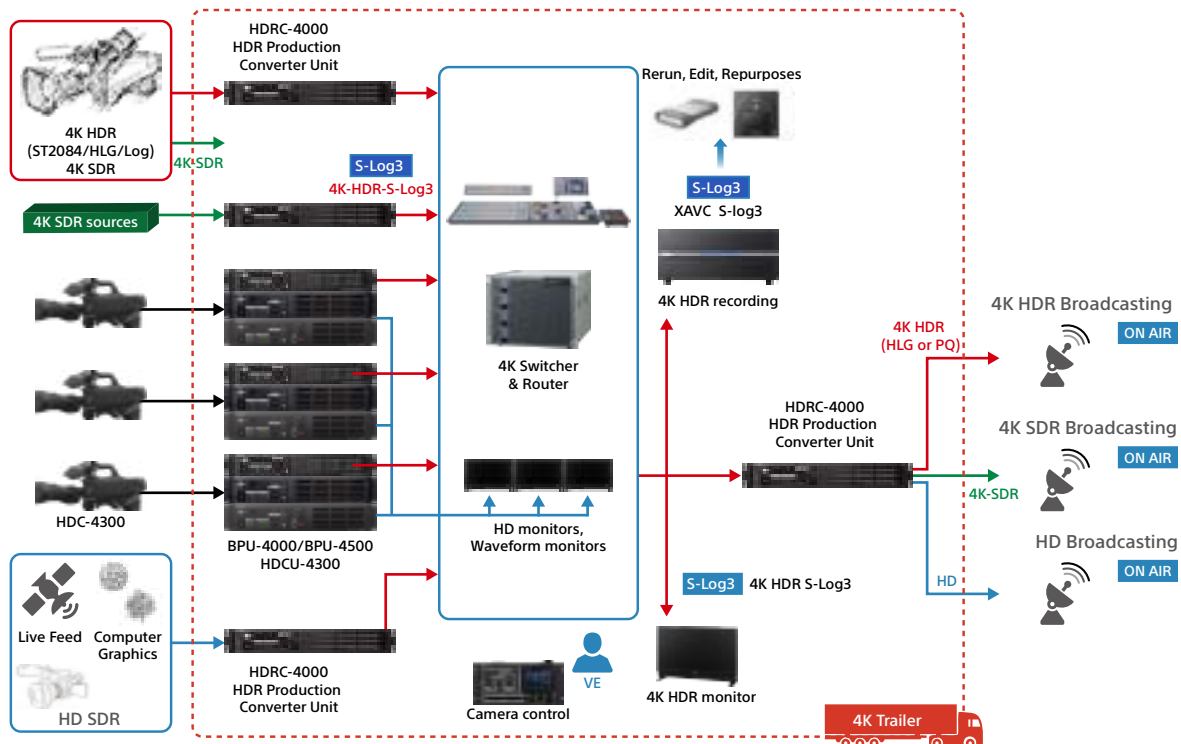 HDRC-4000
HDR Production
Converter Unit
4K HDR
(ST2084/HLG/Log)
4K SDR
4K-SDR
S-Log3
4K-HDR-S-Log3
4K SDR sources
HDC-4300
BPU-4000/BPU-4500
HDCU-4300
Live Feed
Computer
Graphics
HD SDR
HDRC-4000
HDR Production
Converter Unit
4K Switcher
& Router
HD monitors,
Waveform monitors
Camera control
VE
Rerun, Edit, Repurposes
S-Log3
XAVC S-log3
4K HDR recording
S-Log3
4K HDR S-Log3
4K HDR monitor
HDRC-4000
HDR Production
Converter Unit
4K HDR
(HLG or PQ)
4K-SDR
HD
4K HDR Broadcasting
ON AIR
4K SDR Broadcasting
ON AIR
HD Broadcasting
ON AIR
4K Trailer